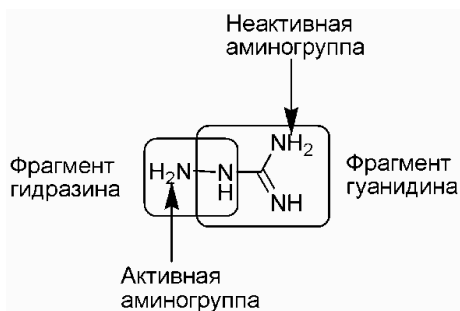 Неактивная
аминогруппа
NH₂
Фрагмент
гидразина
H₂N
N
H
NH
Фрагмент
гуанидина
Активная
аминогруппа